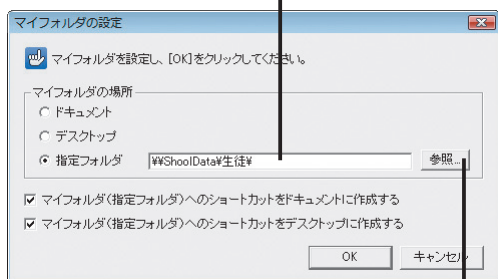 マイフォルダの設定
マイフォルダを設定し、[OK]をクリックしてください。
マイフォルダの場所
ドキュメント
デスクトップ
指定フォルダ ¥¥ShoolData¥生徒¥ 参照...
マイフォルダ(指定フォルダ)へのショートカットをドキュメントに作成する
マイフォルダ(指定フォルダ)へのショートカットをデスクトップに作成する
OK キャンセル